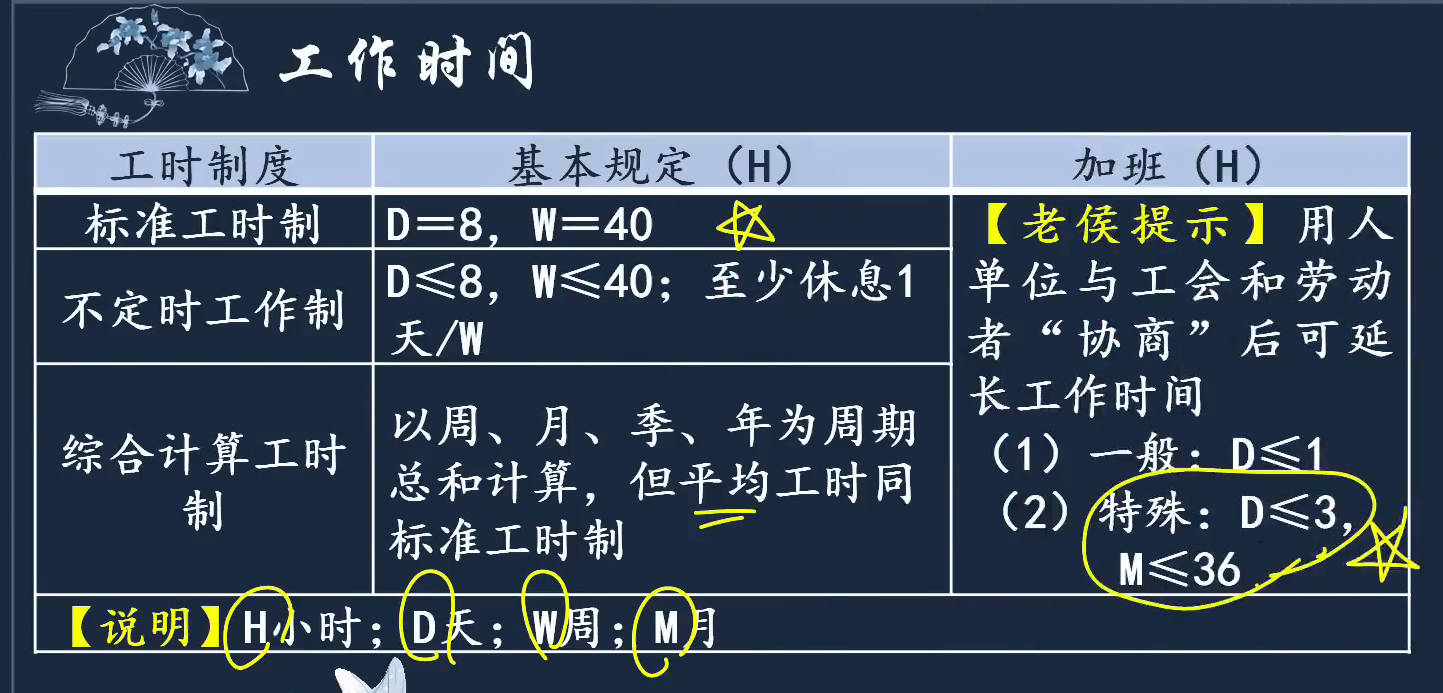 工作时间
工时制度
基本规定（H）
加班（H）
标准工时制
D＝8，W＝40
不定时工作制
D≤8，W≤40；至少休息1
天/W
综合计算工时
制
以周、月、季、年为周期
总和计算，但平均工时同
标准工时制
【老侯提示】用人
单位与工会和劳动
者“协商”后可延
长工作时间
（1）一般：D≤1
（2）特殊：D≤3，
M≤36
【说明】H小时；D天；W周；M月